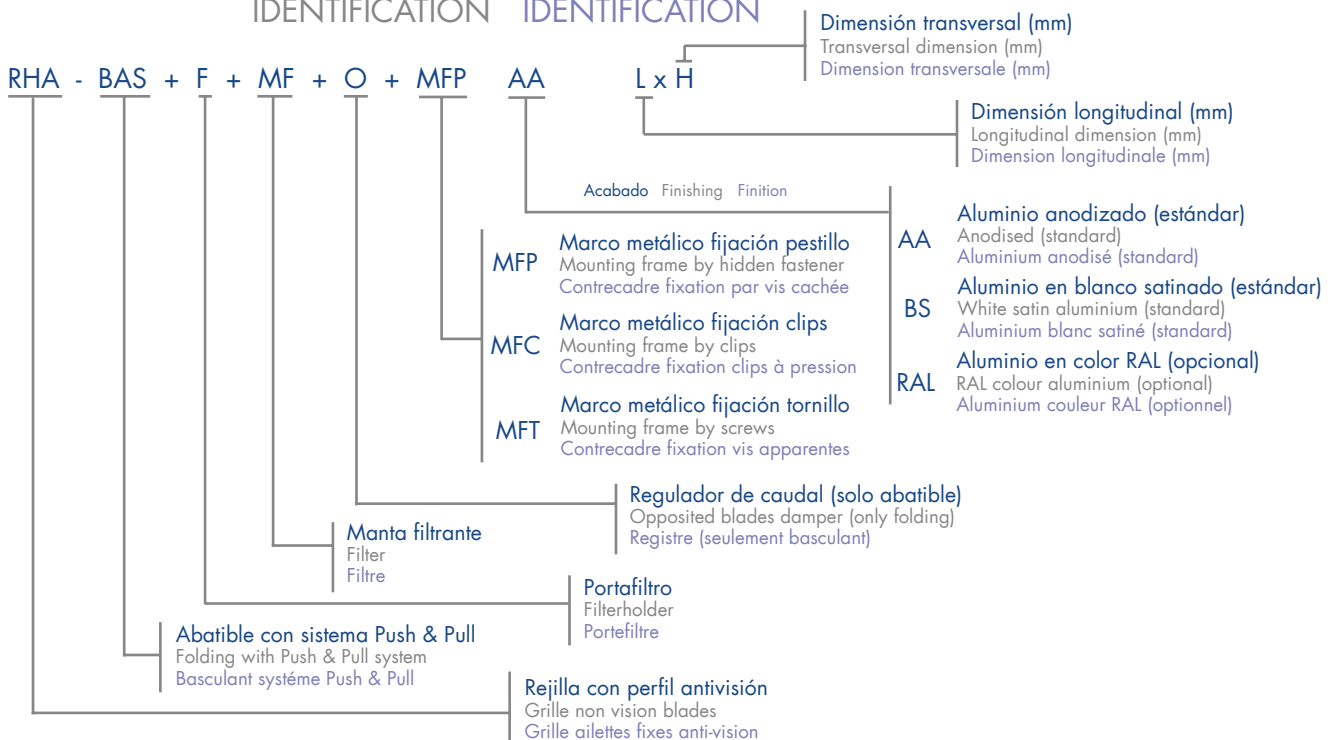 IDENTIFICATION IDENTIFICATION
RHA - BAS + F + MF + O + MFP AA L x H
Dimensión transversal (mm)
Transversal dimension (mm)
Dimension transversale (mm)
Dimensión longitudinal (mm)
Longitudinal dimension (mm)
Dimension longitudinale (mm)
Acabado Finishing Finition
AA
Aluminio anodizado (estándar)
Anodised (standard)
Aluminium anodisé (standard)
BS
Aluminio en blanco satinado (estándar)
White satin aluminium (standard)
Aluminium blanc satiné (standard)
RAL
Aluminio en color RAL (opcional)
RAL colour aluminium (optional)
Aluminium couleur RAL (optionnel)
MFP
Marco metálico fijación pestillo
Mounting frame by hidden fastener
Contrecadre fixation par vis cachée
MFC
Marco metálico fijación clips
Mounting frame by clips
Contrecadre fixation clips à pression
MFT
Marco metálico fijación tornillo
Mounting frame by screws
Contrecadre fixation vis apparentes
Regulador de caudal (solo abatible)
Opposited blades damper (only folding)
Registre (seulement basculant)
Manta filtrante
Filter
Filtre
Portafiltro
Filterholder
Portefiltre
Abatible con sistema Push & Pull
Folding with Push & Pull system
Basculant systéme Push & Pull
Rejilla con perfil antivisión
Grille non vision blades
Grille ailettes fixes anti-vision